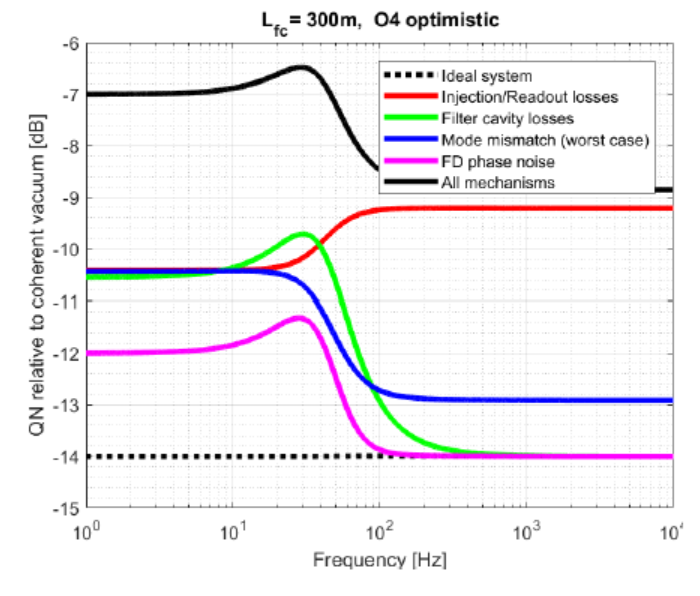 L_fc = 300m, O4 optimistic
QN relative to coherent vacuum [dB]
-6
-7
-8
-9
-10
-11
-12
-13
-14
-15
Ideal system
Injection/Readout losses
Filter cavity losses
Mode mismatch (worst case)
FD phase noise
All mechanisms
10^0
10^1
10^2
10^3
10^4
Frequency [Hz]